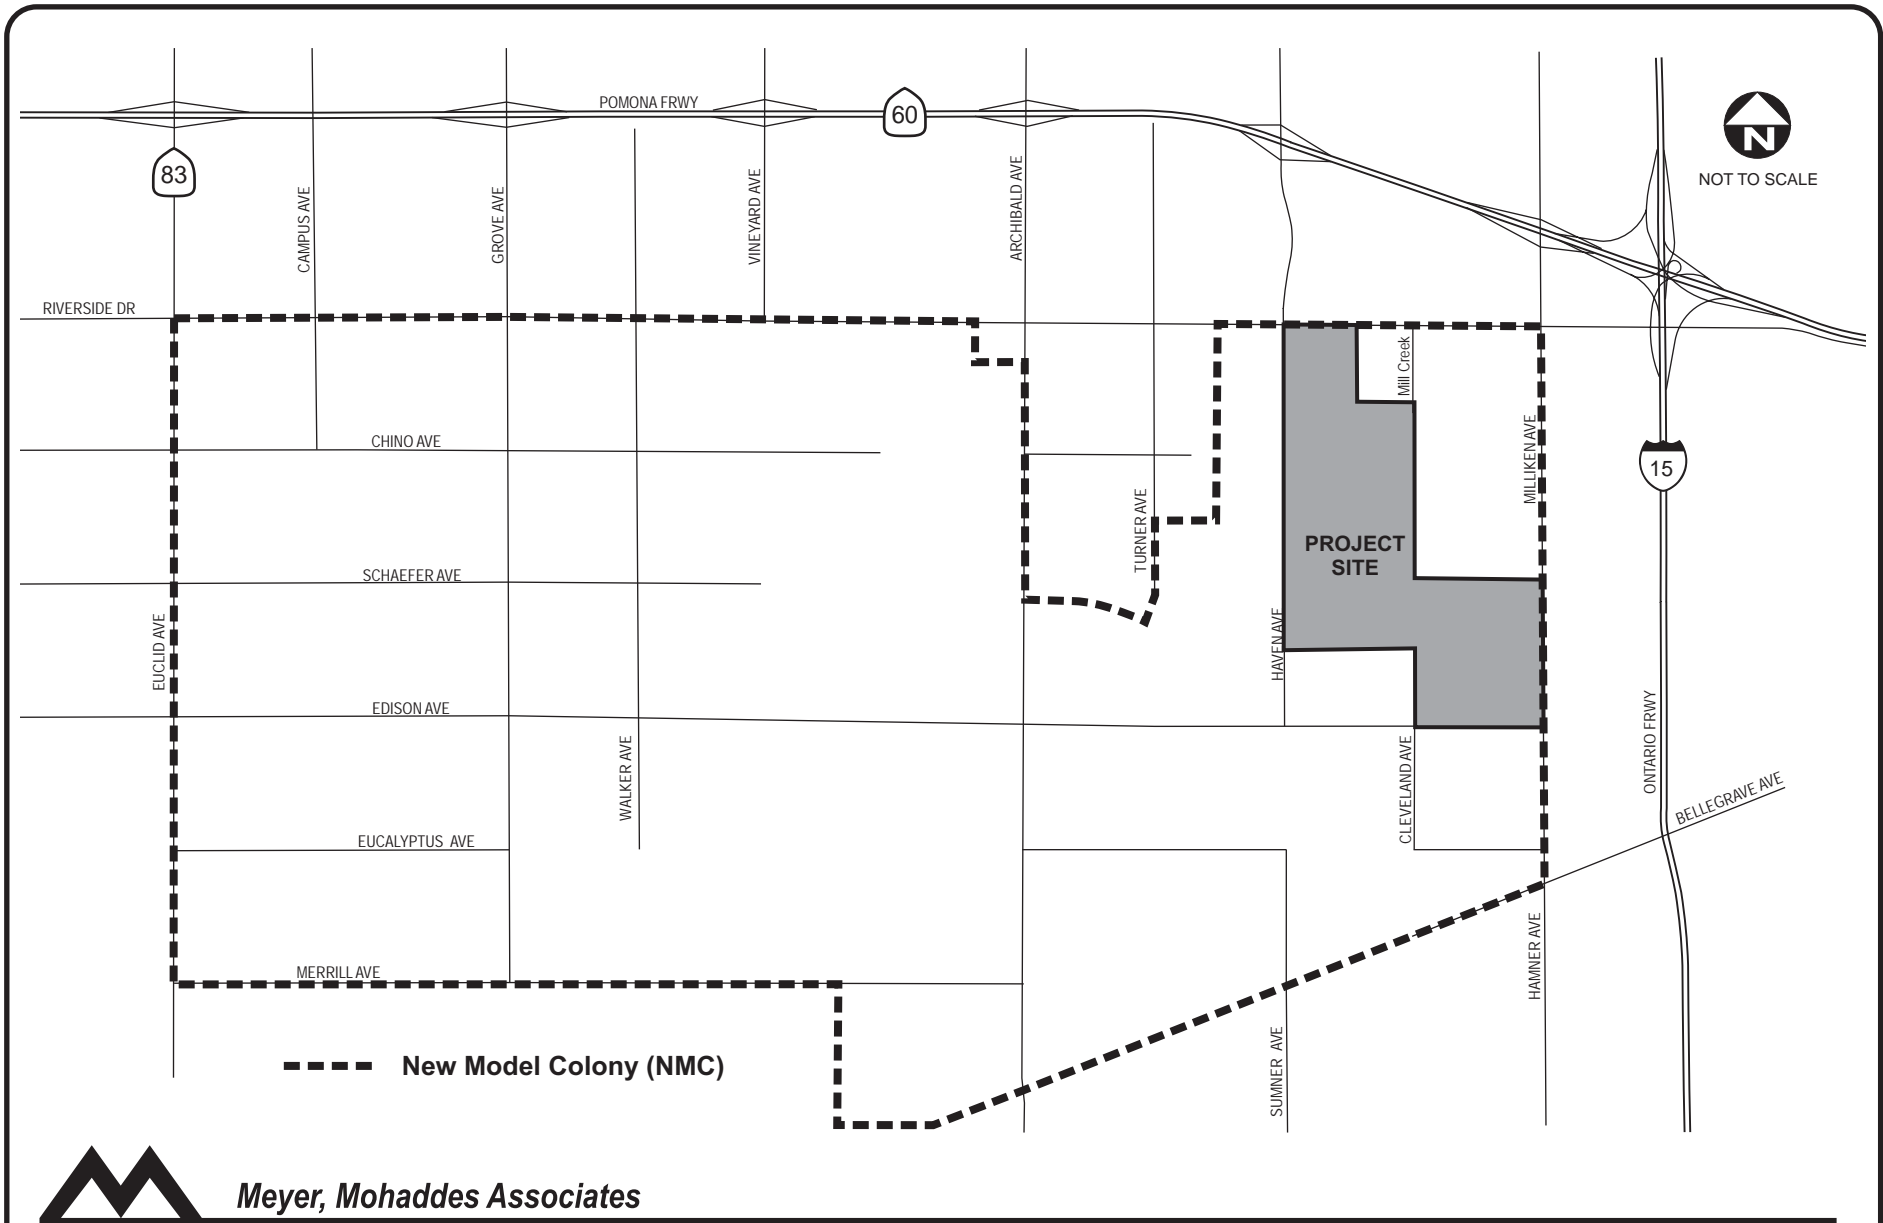 POMONA FRWY
60
83
N
NOT TO SCALE
CAMPUS AVE
GROVE AVE
VINEYARD AVE
ARCHIBALD AVE
RIVERSIDE DR
Mill Creek
CHINO AVE
MILLIKEN AVE
15
TURNER AVE
PROJECT
SITE
SCHAEFER AVE
EUCLID AVE
HAVEN AVE
EDISON AVE
WALKER AVE
CLEVELAND AVE
ONTARIO FRWY
BELLEGRAVE AVE
EUCALYPTUS AVE
HAMNER AVE
MERRILL AVE
SUMNER AVE
New Model Colony (NMC)
Meyer, Mohaddes Associates